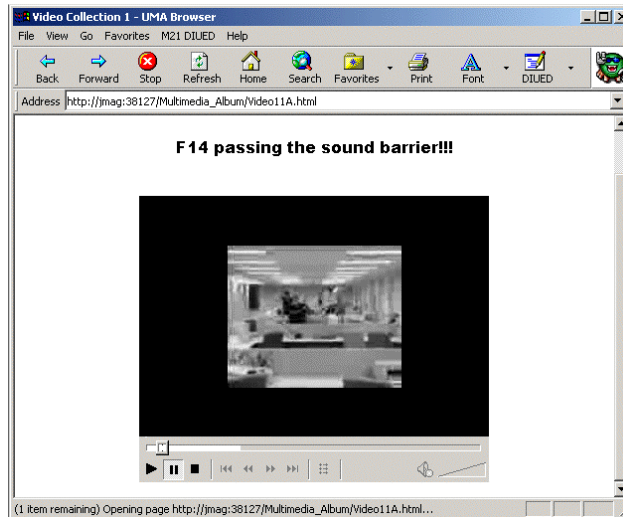 Video Collection 1 - UMA Browser
File View Go Favorites M21 DIUED Help
Back Forward Stop Refresh Home Search Favorites Print Font DIUED
Address http://jmag:38127/Multimedia_Album/Video11A.html
F14 passing the sound barrier!!!
(1 item remaining) Opening page http://jmag:38127/Multimedia_Album/Video11A.html...